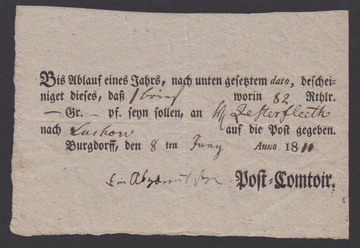 Bis Ablauf eines Jahrs, nach unten gesetztem dato, beschei-
niget dieses, daß 1 brief worin 82 Rthlr.
— Gr. — pf. seyn sollen, an
nach auf die Post gegeben.
Burgdorff, den 8 ten Juny Anno 18
Post-Comtoir.